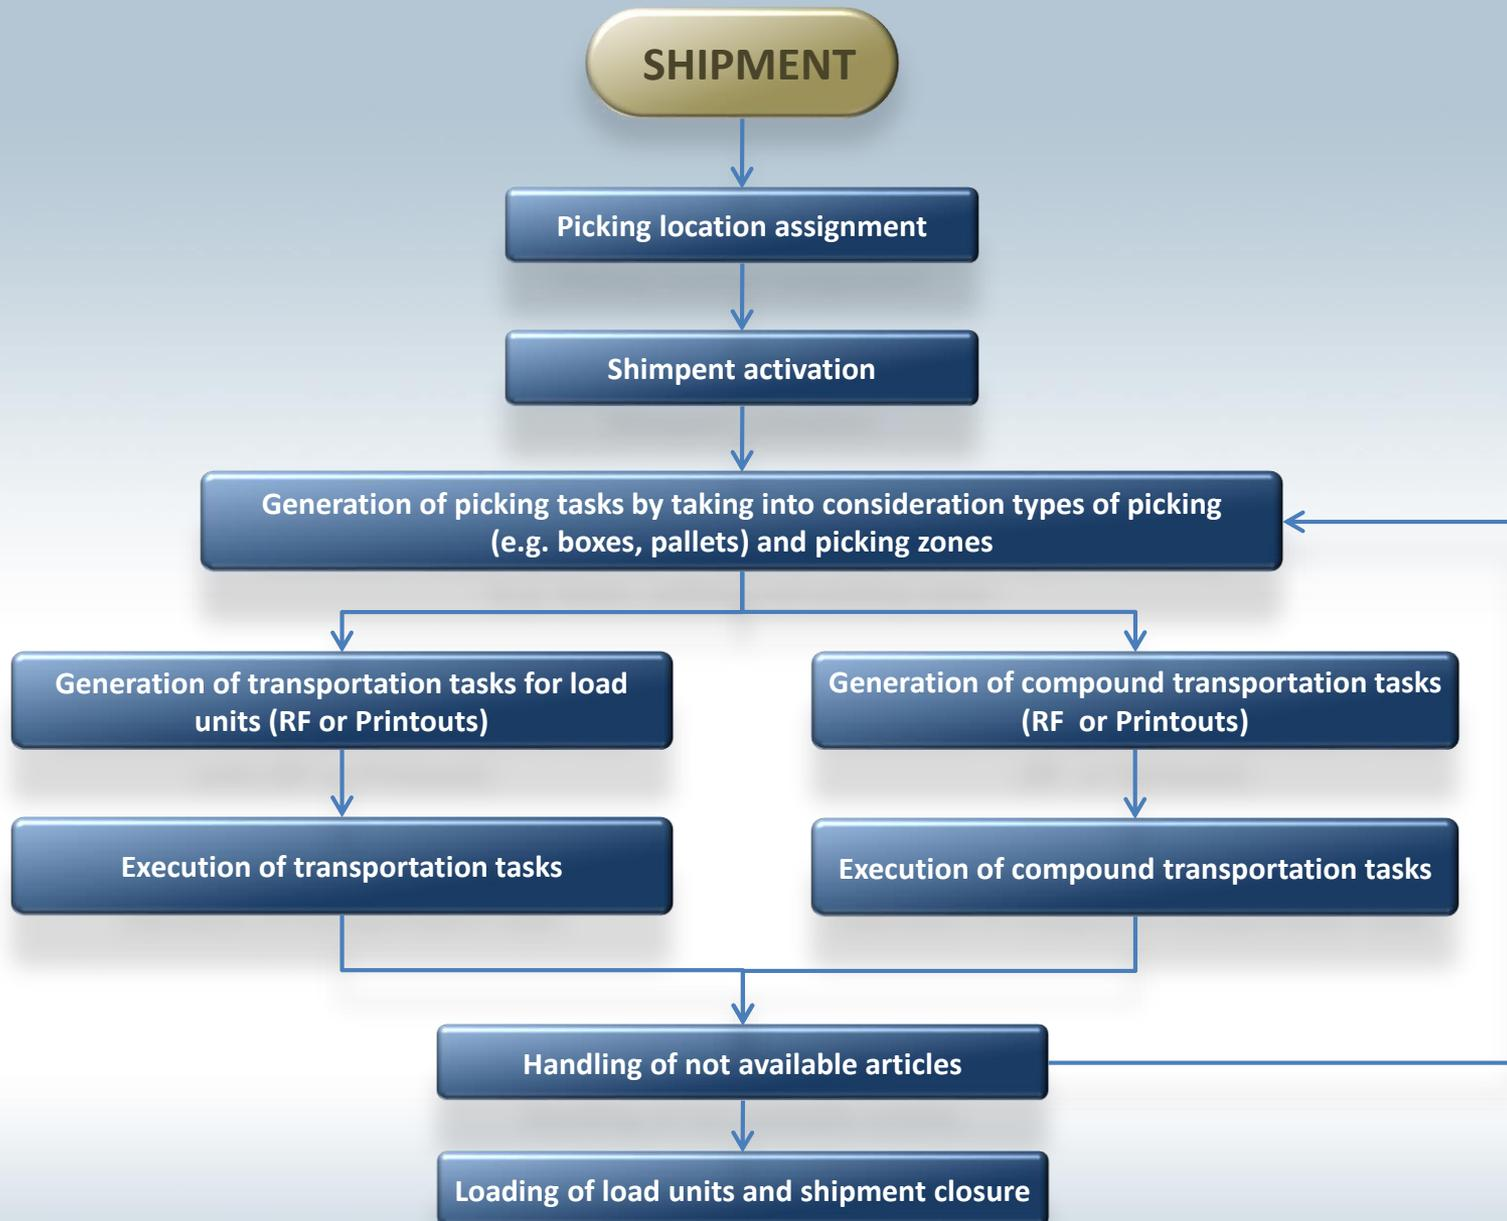 SHIPMENT
Picking location assignment
Shimpent activation
Generation of picking tasks by taking into consideration types of picking
(e.g. boxes, pallets) and picking zones
Generation of transportation tasks for load
units (RF or Printouts)
Generation of compound transportation tasks
(RF  or Printouts)
Execution of transportation tasks
Execution of compound transportation tasks
Handling of not available articles
Loading of load units and shipment closure